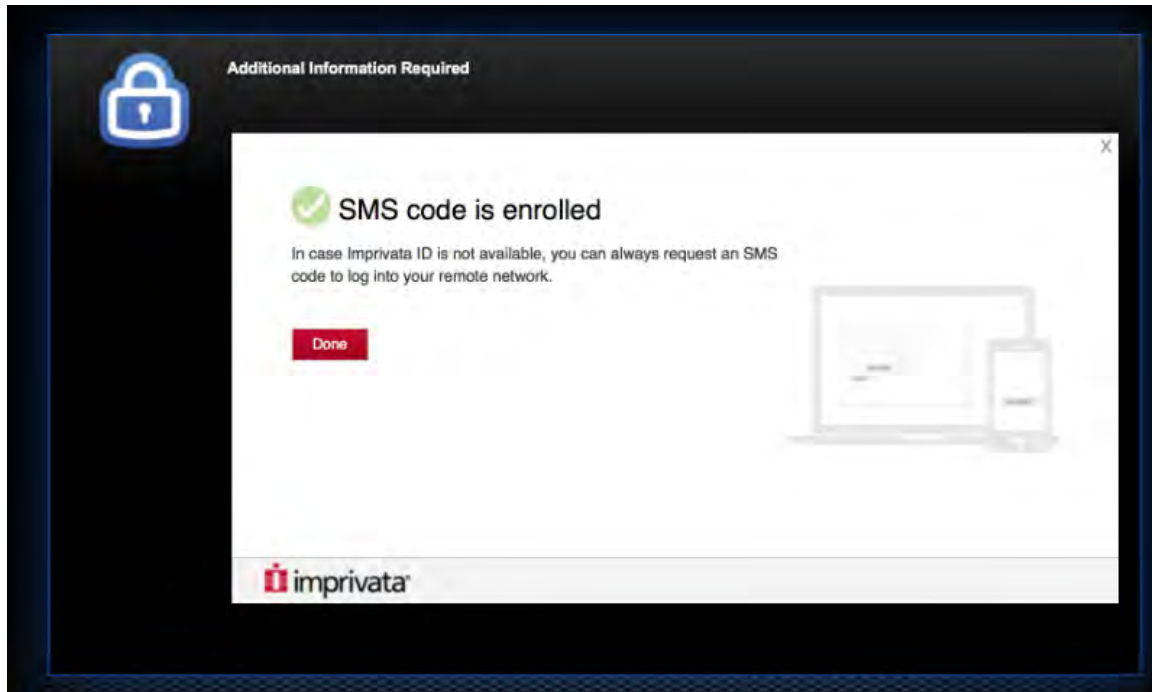 Additional Information Required
X
SMS code is enrolled
In case Imprivata ID is not available, you can always request an SMS
code to log into your remote network.
Done
imprivata